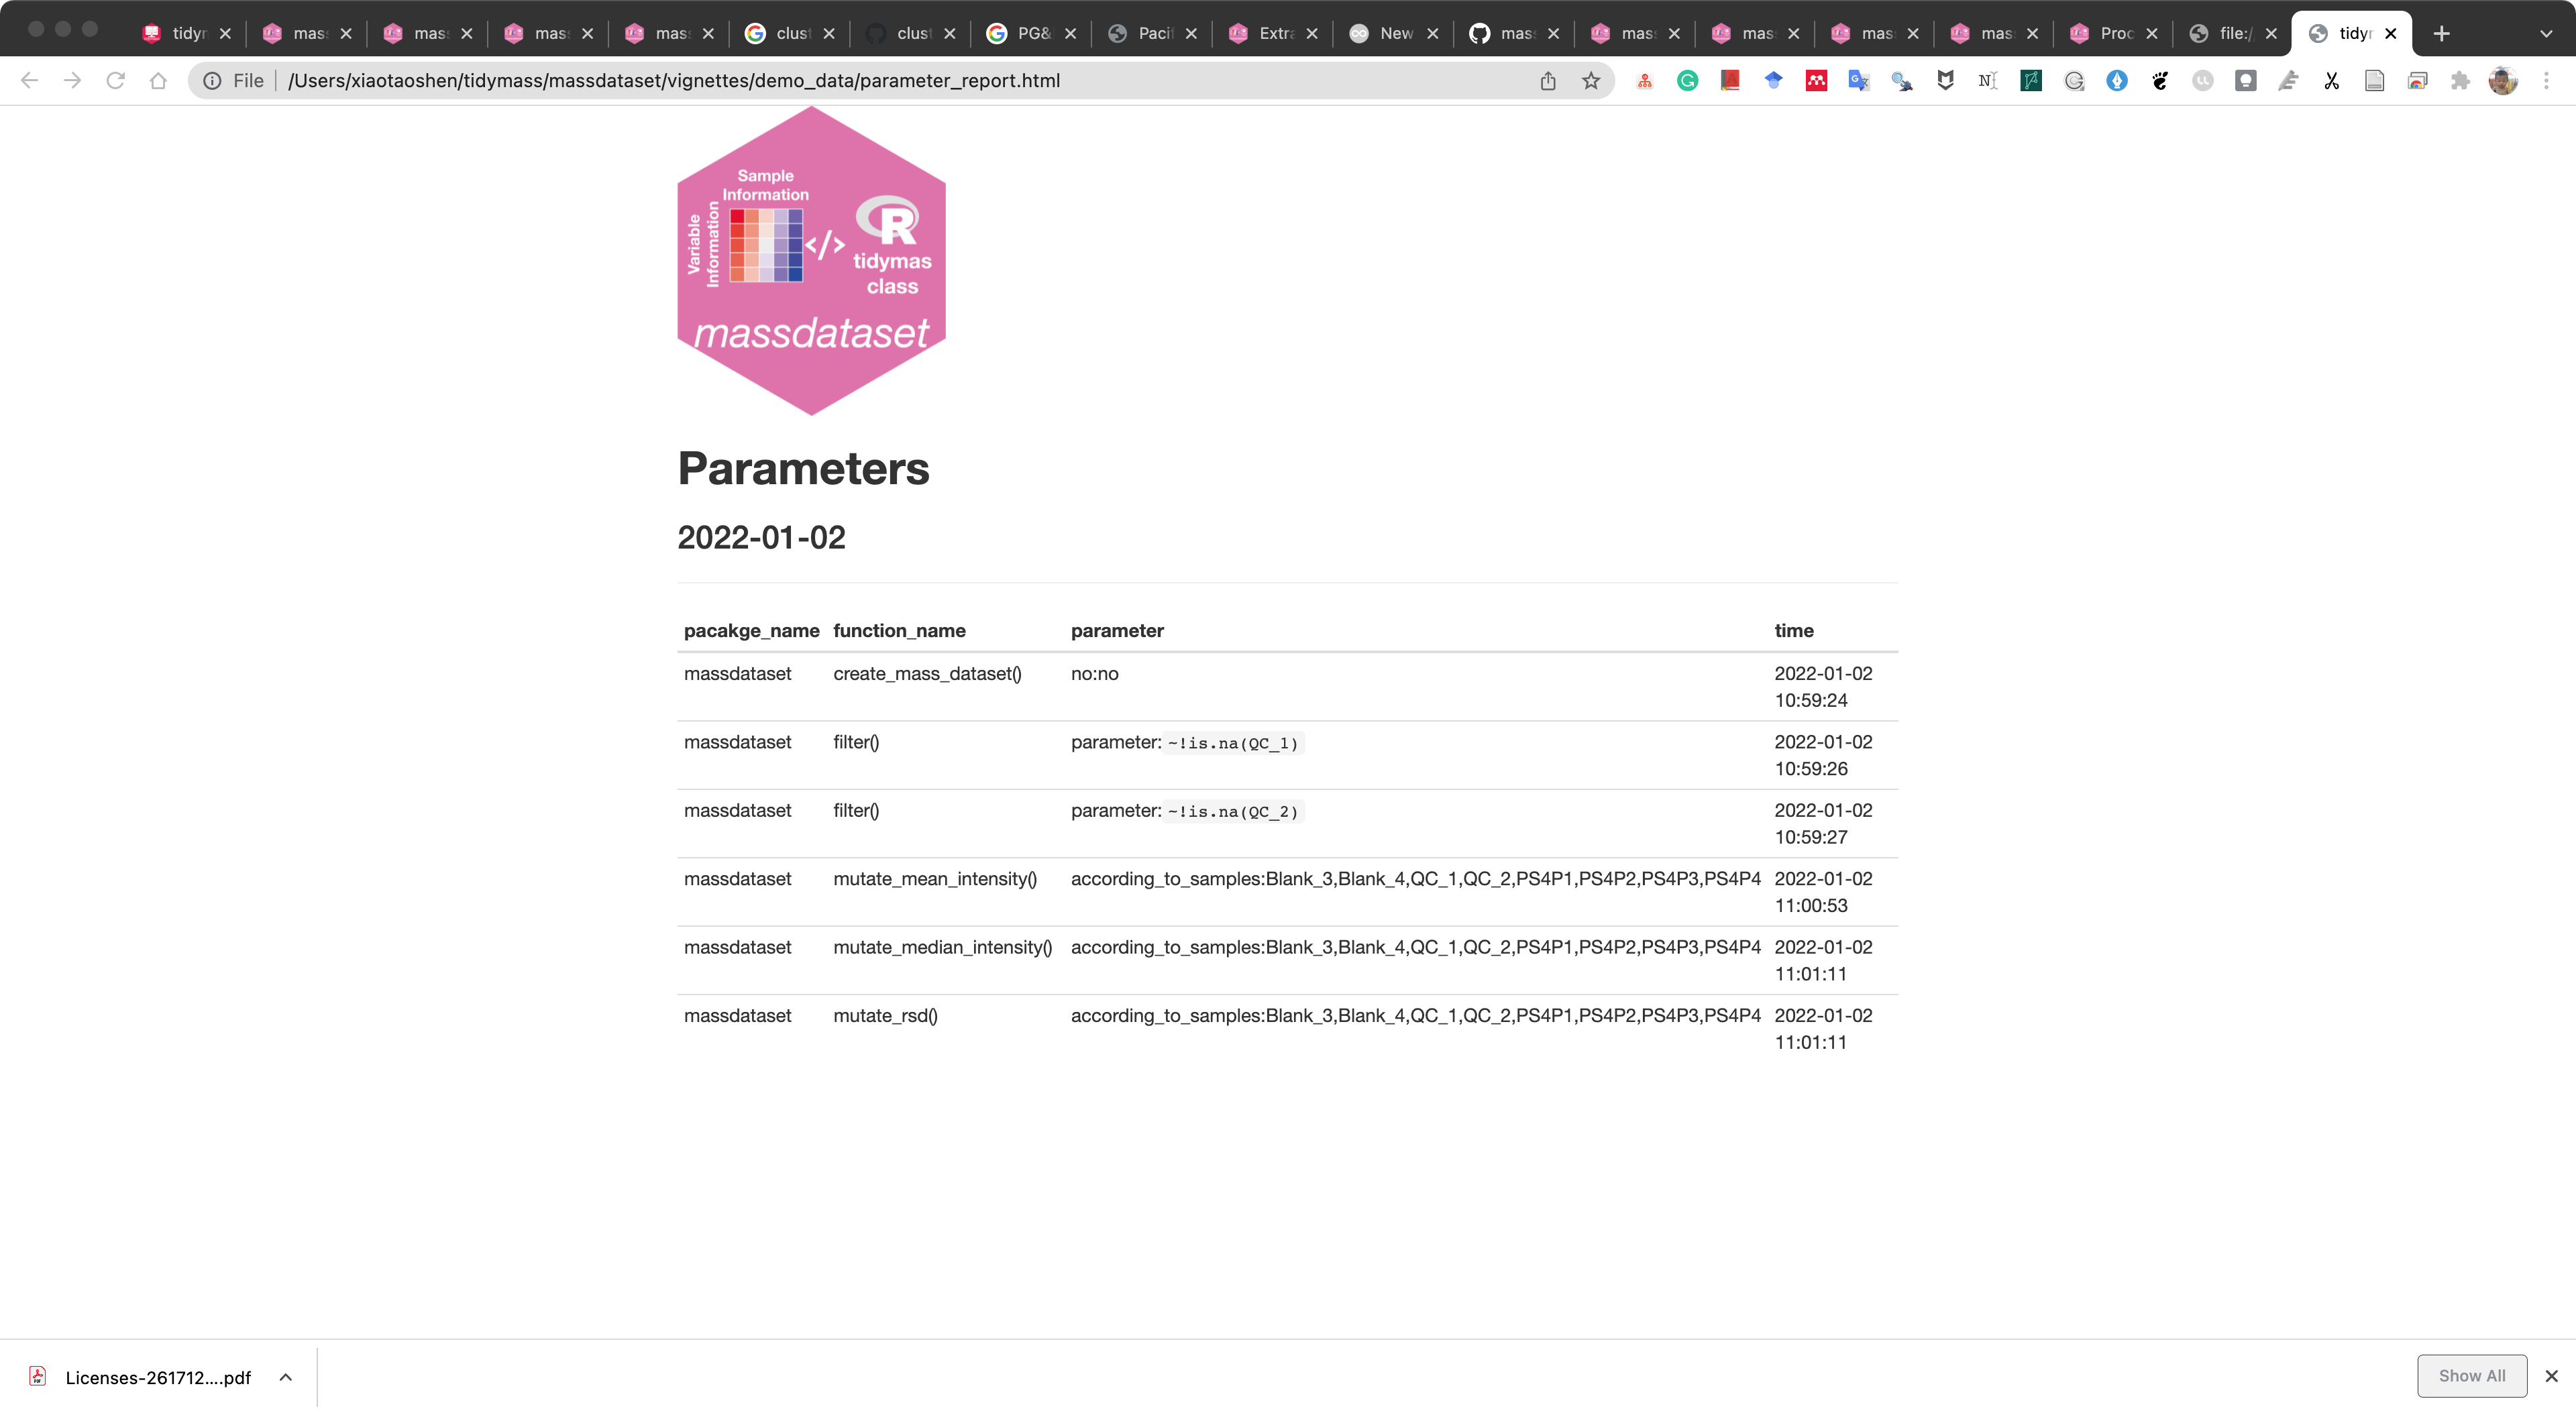 tidyr mas: mas: mas: mas: clust clust PG& Pacif Extra New mas: mas mas mas mas Proc file:/ tidyr
File /Users/xiaotaoshen/tidymass/massdataset/vignettes/demo_data/parameter_report.html
Sample
Information
Variable
Information
</>
R
tidymas
class
massdataset
Parameters
2022-01-02
pacakge_name function_name parameter time
massdataset create_mass_dataset() no:no 2022-01-02
10:59:24
massdataset filter() parameter: ~!is.na(QC_1) 2022-01-02
10:59:26
massdataset filter() parameter: ~!is.na(QC_2) 2022-01-02
10:59:27
massdataset mutate_mean_intensity() according_to_samples:Blank_3,Blank_4,QC_1,QC_2,PS4P1,PS4P2,PS4P3,PS4P4 2022-01-02
11:00:53
massdataset mutate_median_intensity() according_to_samples:Blank_3,Blank_4,QC_1,QC_2,PS4P1,PS4P2,PS4P3,PS4P4 2022-01-02
11:01:11
massdataset mutate_rsd() according_to_samples:Blank_3,Blank_4,QC_1,QC_2,PS4P1,PS4P2,PS4P3,PS4P4 2022-01-02
11:01:11
Licenses-261712....pdf
Show All